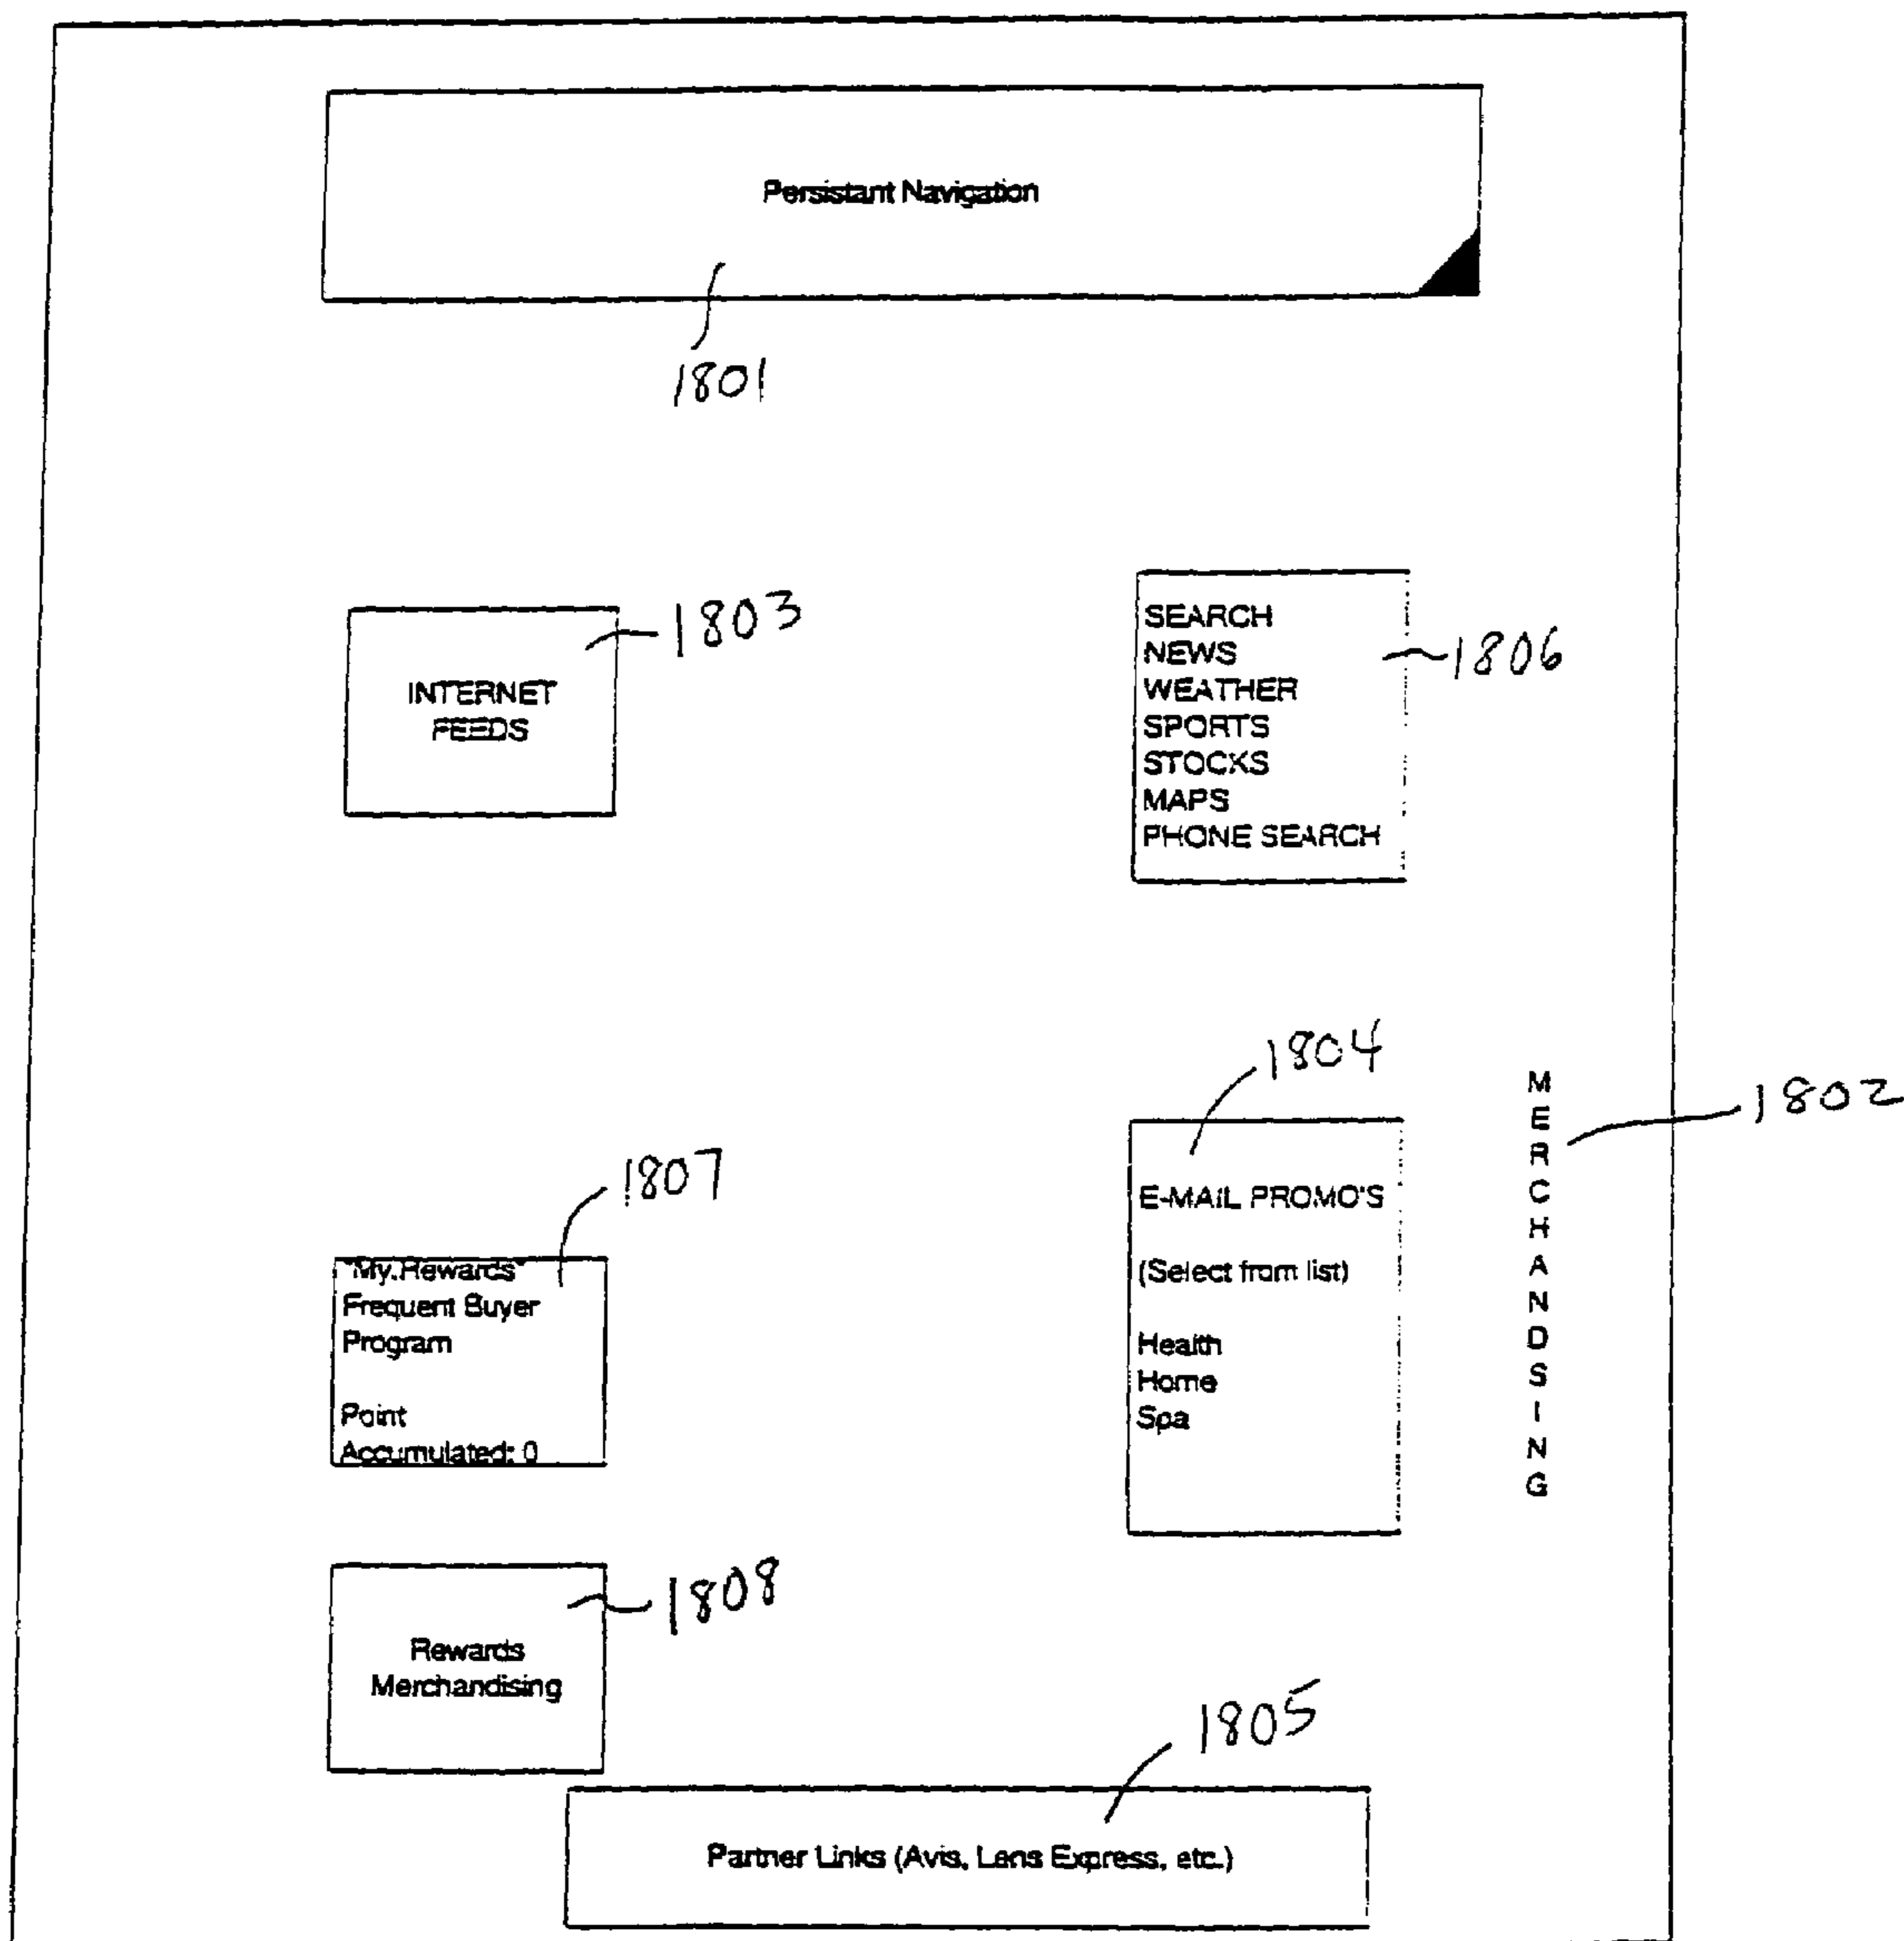 Persistant Navigation
1801
INTERNET
FEEDS
1803
SEARCH
NEWS
WEATHER
SPORTS
STOCKS
MAPS
PHONE SEARCH
1806
1804
E-MAIL PROMO'S
(Select from list)
Health
Home
Spa
MERCHANDSING
1802
1807
"My Rewards"
Frequent Buyer
Program
Point
Accumulated: 0
1808
Rewards
Merchandising
1805
Partner Links (Avis, Lens Express, etc.)